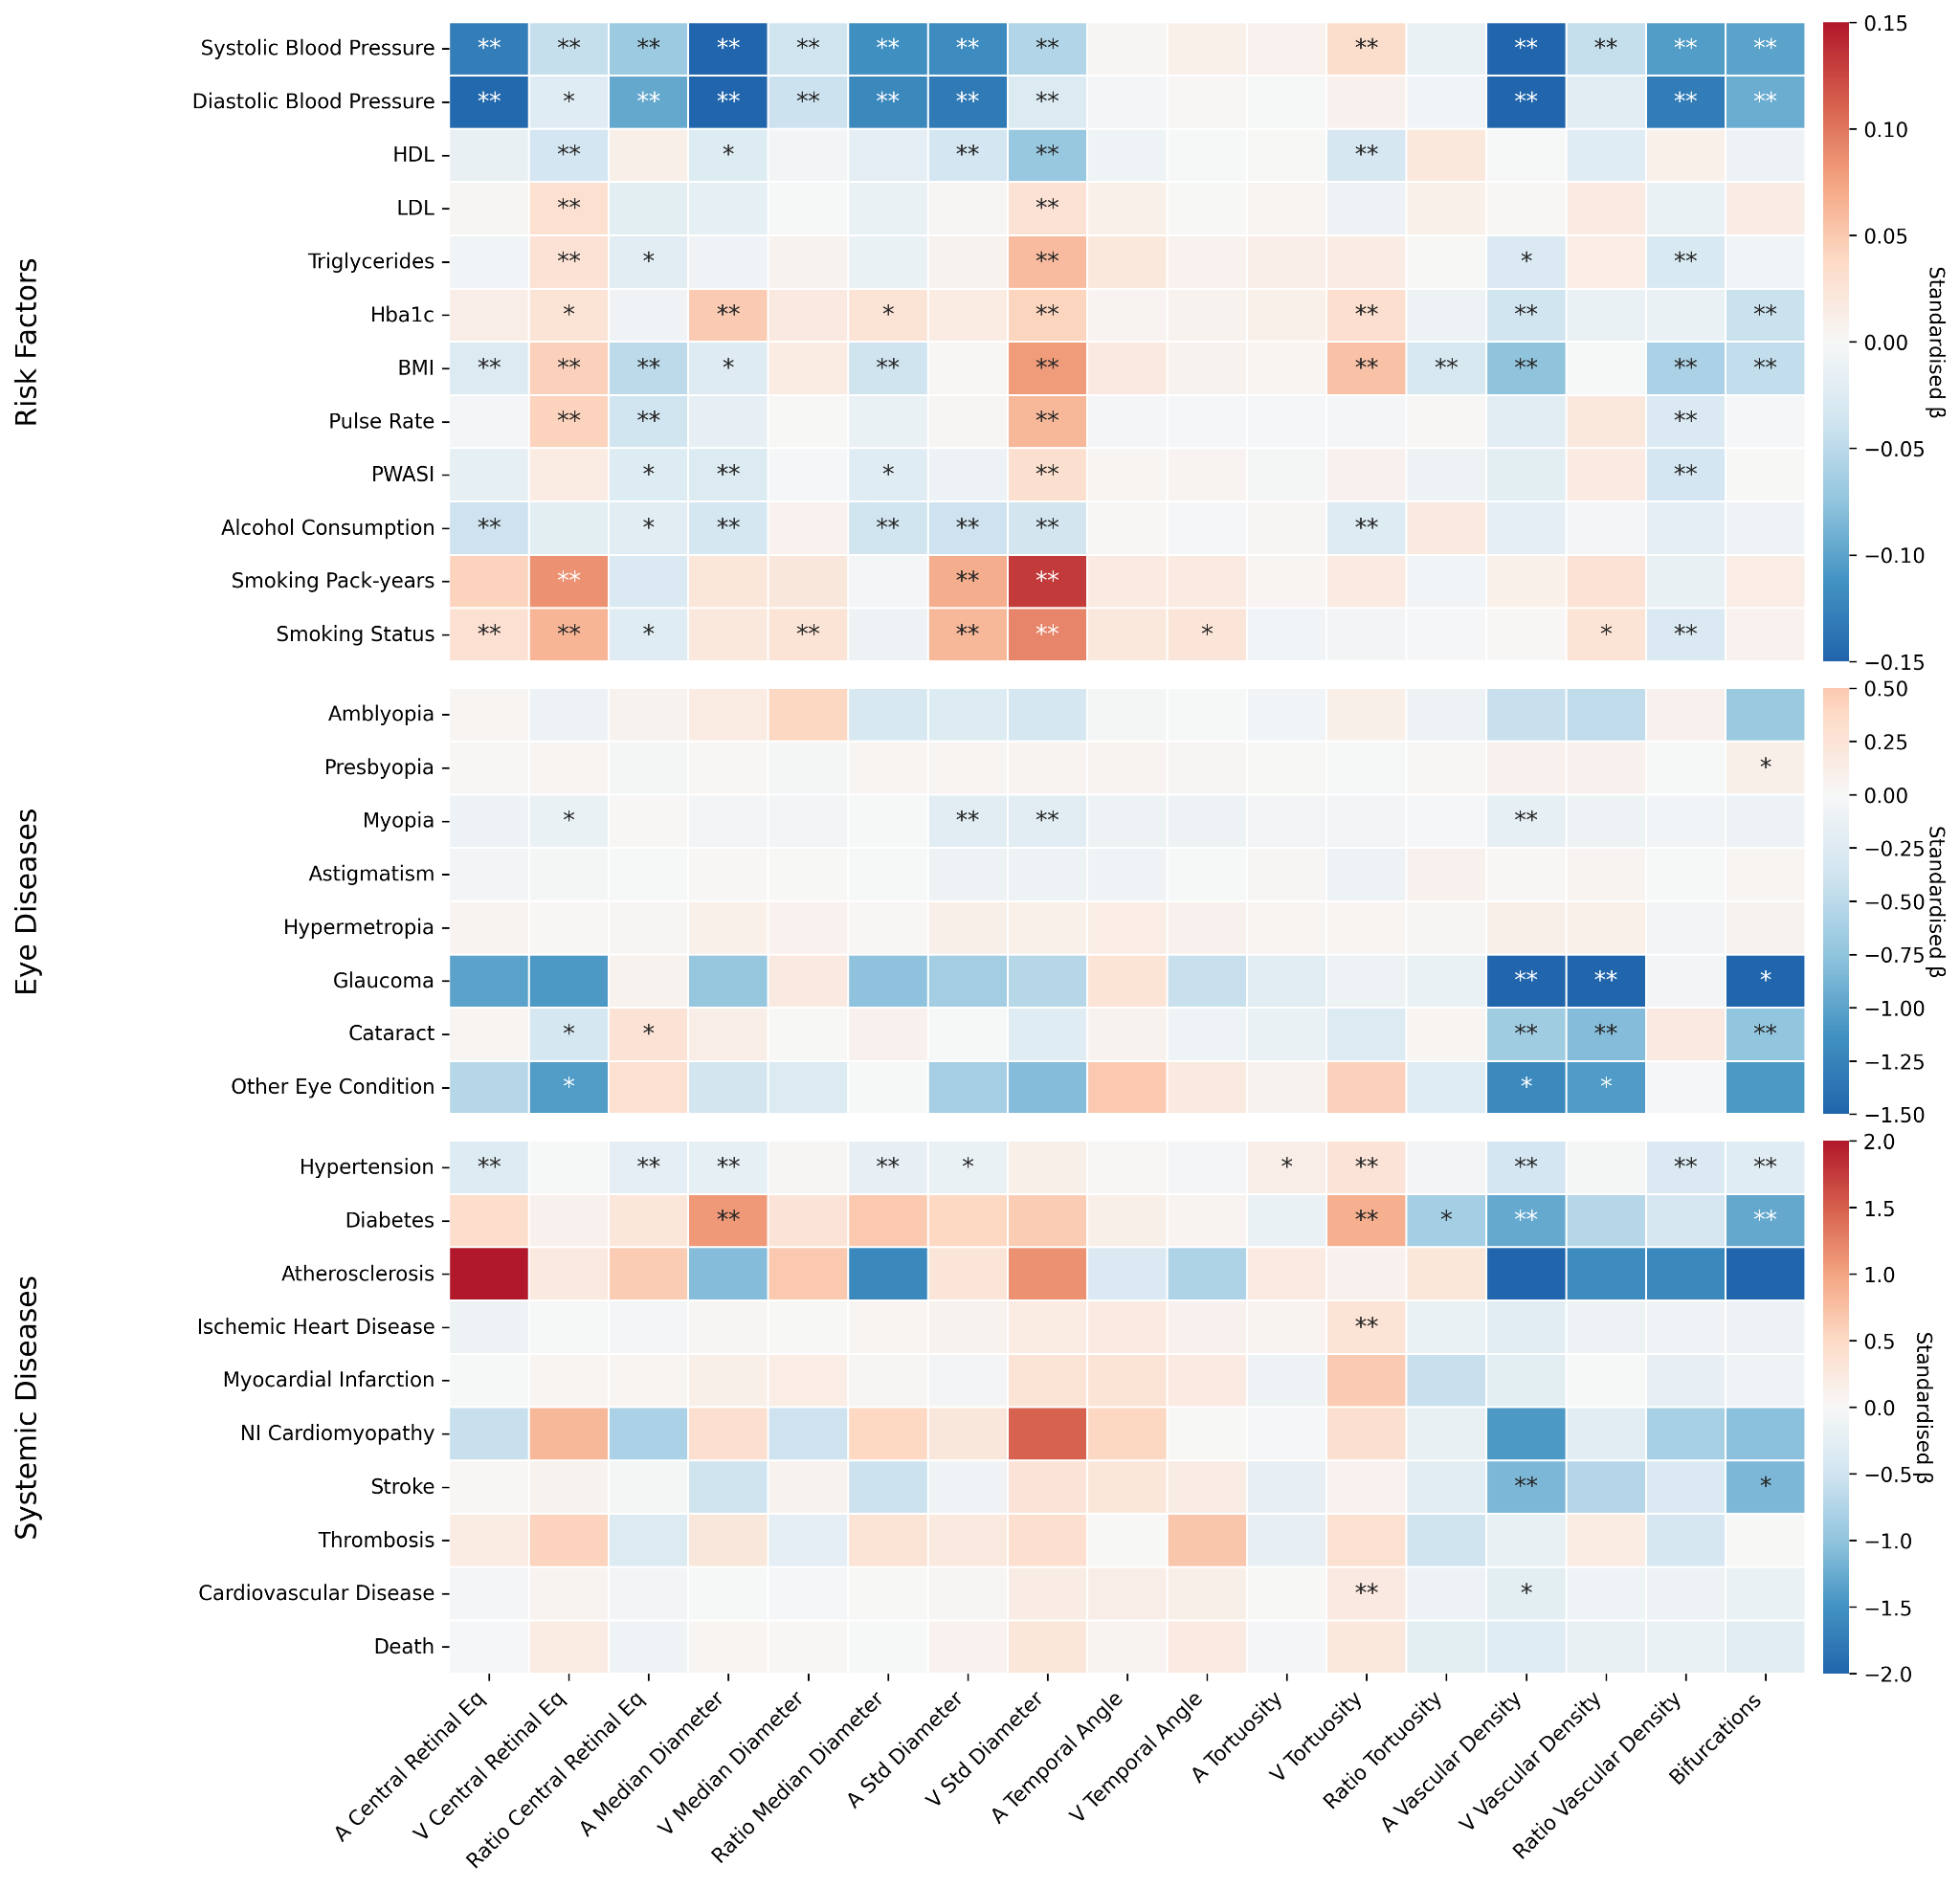 Risk Factors
Systolic Blood Pressure ** ** ** ** ** ** ** ** ** ** ** ** **
Diastolic Blood Pressure ** * ** ** ** ** ** ** ** ** **
HDL ** * ** ** **
LDL ** **
Triglycerides ** * ** * **
Hba1c * ** * ** ** ** **
BMI ** ** ** * ** ** ** ** ** ** **
Pulse Rate ** ** ** **
PWASI * ** * ** **
Alcohol Consumption ** * ** ** ** ** **
Smoking Pack-years ** ** **
Smoking Status ** ** * ** ** ** * * **
0.15
0.10
0.05
0.00
−0.05
−0.10
−0.15
Standardised β
Eye Diseases
Amblyopia
Presbyopia *
Myopia * ** ** **
Astigmatism
Hypermetropia
Glaucoma ** ** *
Cataract * * ** ** **
Other Eye Condition * * *
0.50
0.25
0.00
−0.25
−0.50
−0.75
−1.00
−1.25
−1.50
Standardised β
Systemic Diseases
Hypertension ** ** ** ** * * ** ** ** **
Diabetes ** ** * ** **
Atherosclerosis
Ischemic Heart Disease **
Myocardial Infarction
NI Cardiomyopathy
Stroke ** *
Thrombosis
Cardiovascular Disease ** *
Death
2.0
1.5
1.0
0.5
0.0
−0.5
−1.0
−1.5
−2.0
Standardised β
A Central Retinal Eq
V Central Retinal Eq
Ratio Central Retinal Eq
A Median Diameter
V Median Diameter
Ratio Median Diameter
A Std Diameter
V Std Diameter
A Temporal Angle
V Temporal Angle
A Tortuosity
V Tortuosity
Ratio Tortuosity
A Vascular Density
V Vascular Density
Ratio Vascular Density
Bifurcations